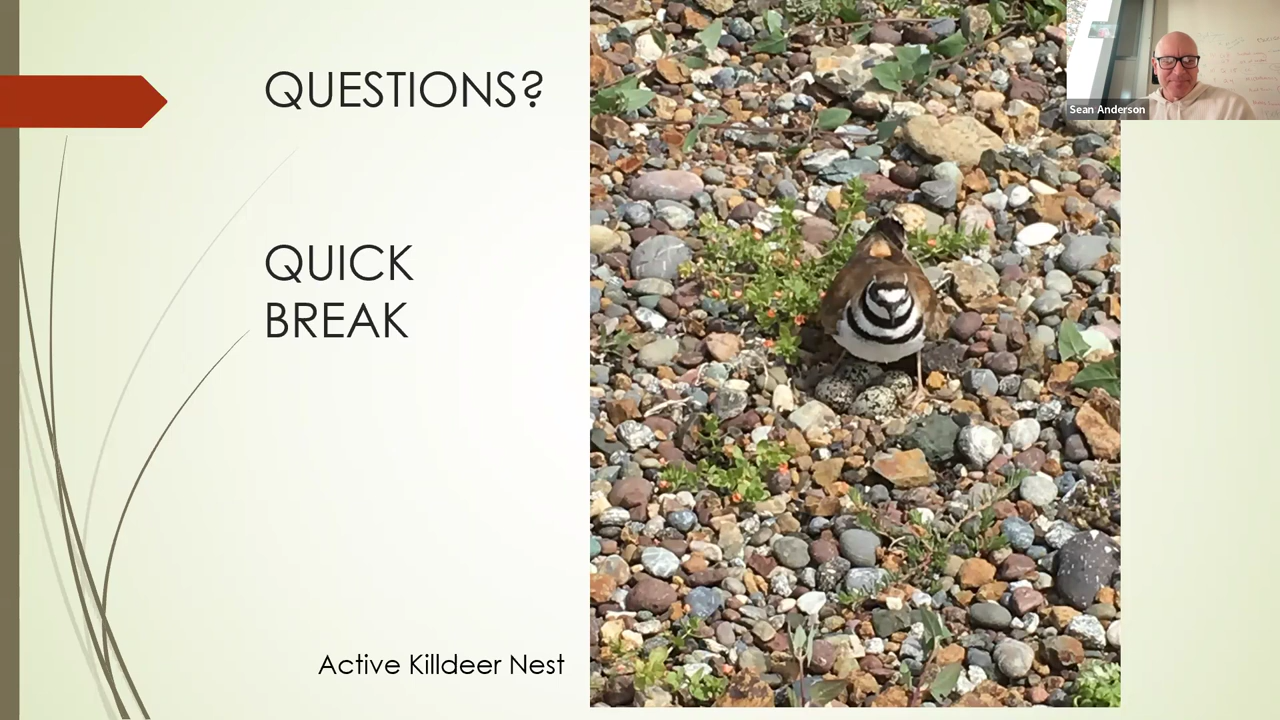 QUESTIONS?
QUICK
BREAK
Active Killdeer Nest
Sean Anderson